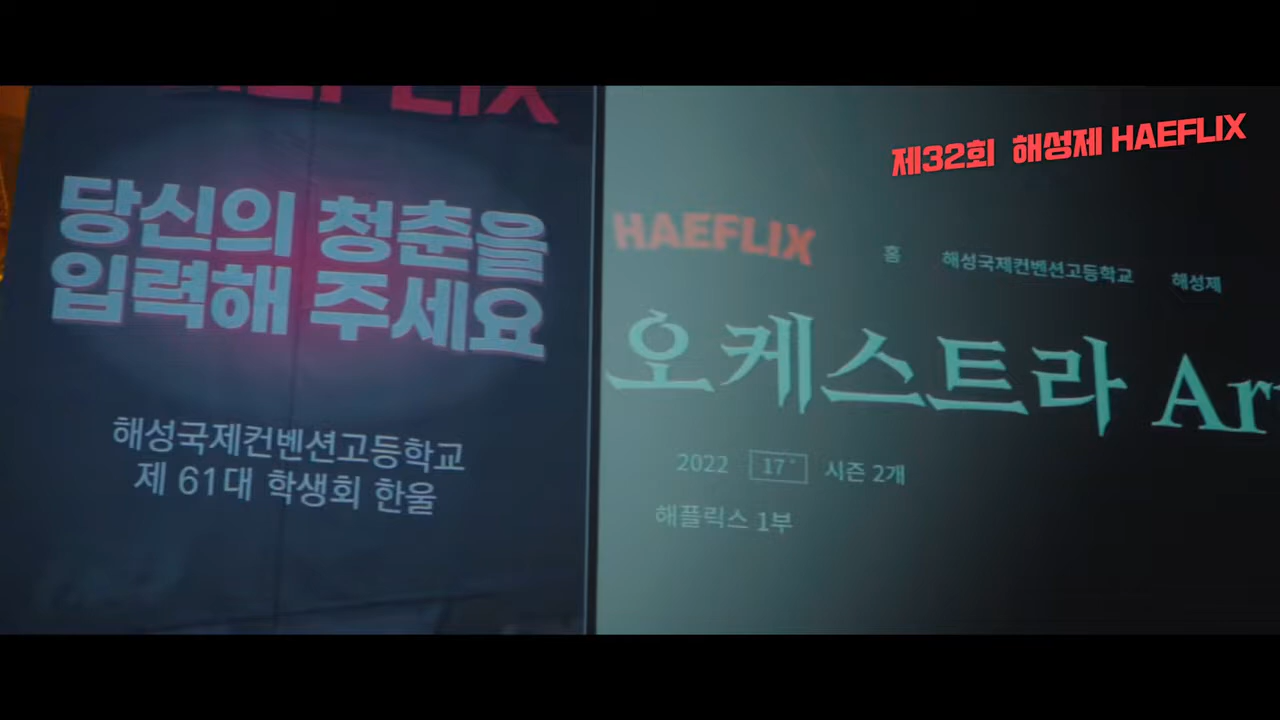 HAEFLIX
당신의 청춘을
입력해 주세요
해성국제컨벤션고등학교
제 61대 학생회 한울
제32회 해성제 HAEFLIX
HAEFLIX
홈 해성국제컨벤션고등학교 해성제
오케스트라
2022 17+ 시즌 2개
해플릭스 1부